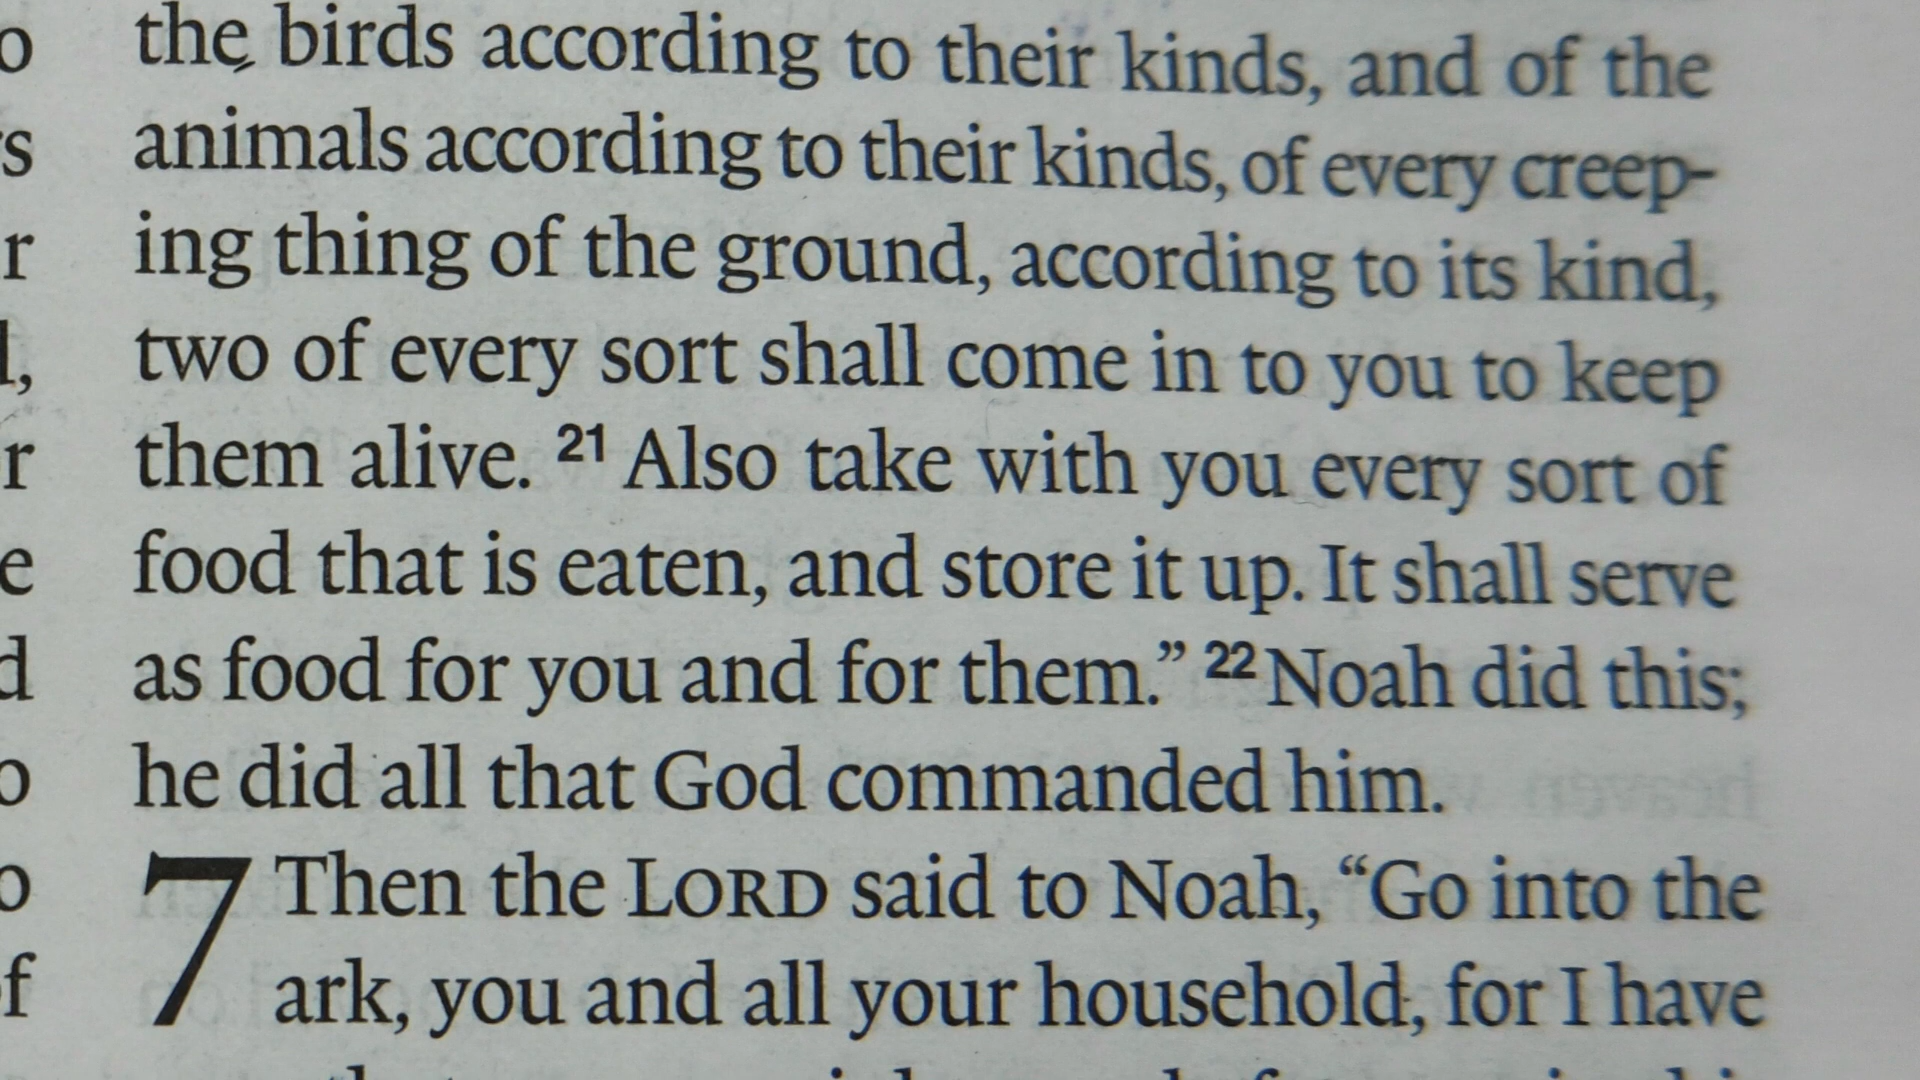 the birds according to their kinds, and of the
animals according to their kinds, of every creep-
ing thing of the ground, according to its kind,
two of every sort shall come in to you to keep
them alive. 21 Also take with you every sort of
food that is eaten, and store it up. It shall serve
as food for you and for them.” 22 Noah did this;
he did all that God commanded him.
7 Then the LORD said to Noah, “Go into the
ark, you and all your household, for I have